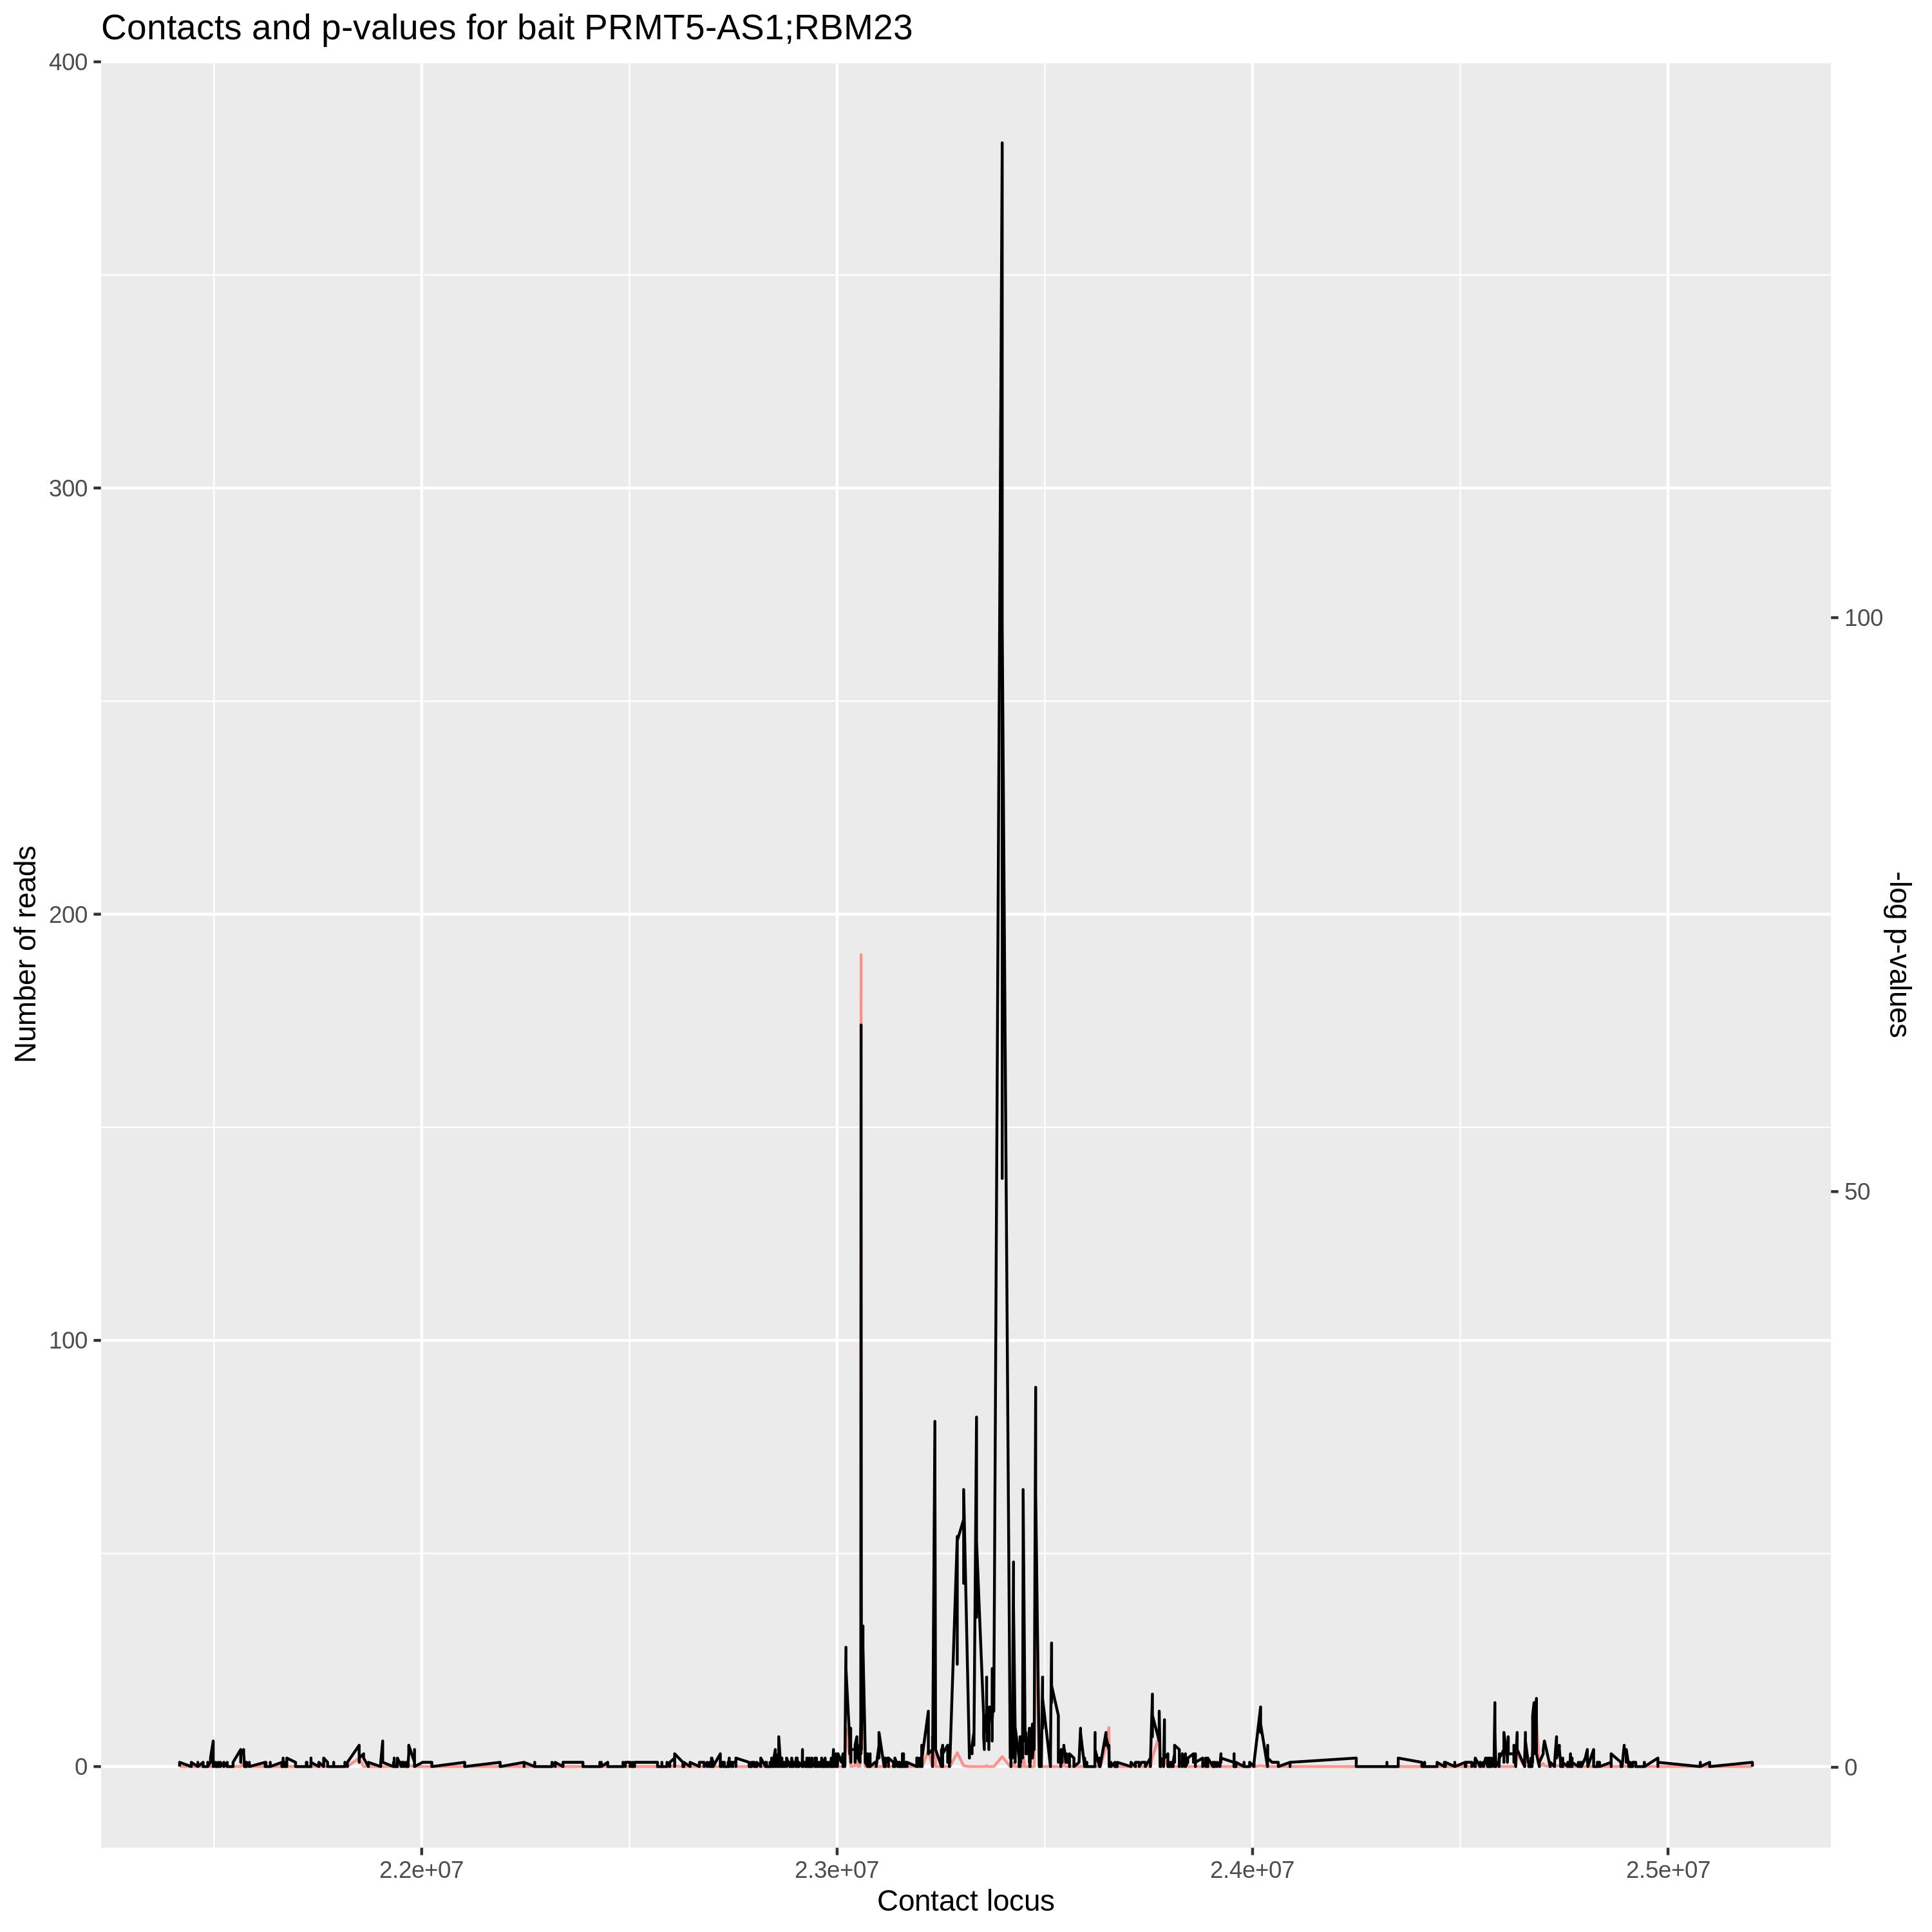 Contacts and p-values for bait PRMT5-AS1;RBM23
400
300
200
100
0
Number of reads
100
50
0
-log p-values
2.2e+07
2.3e+07
2.4e+07
2.5e+07
Contact locus